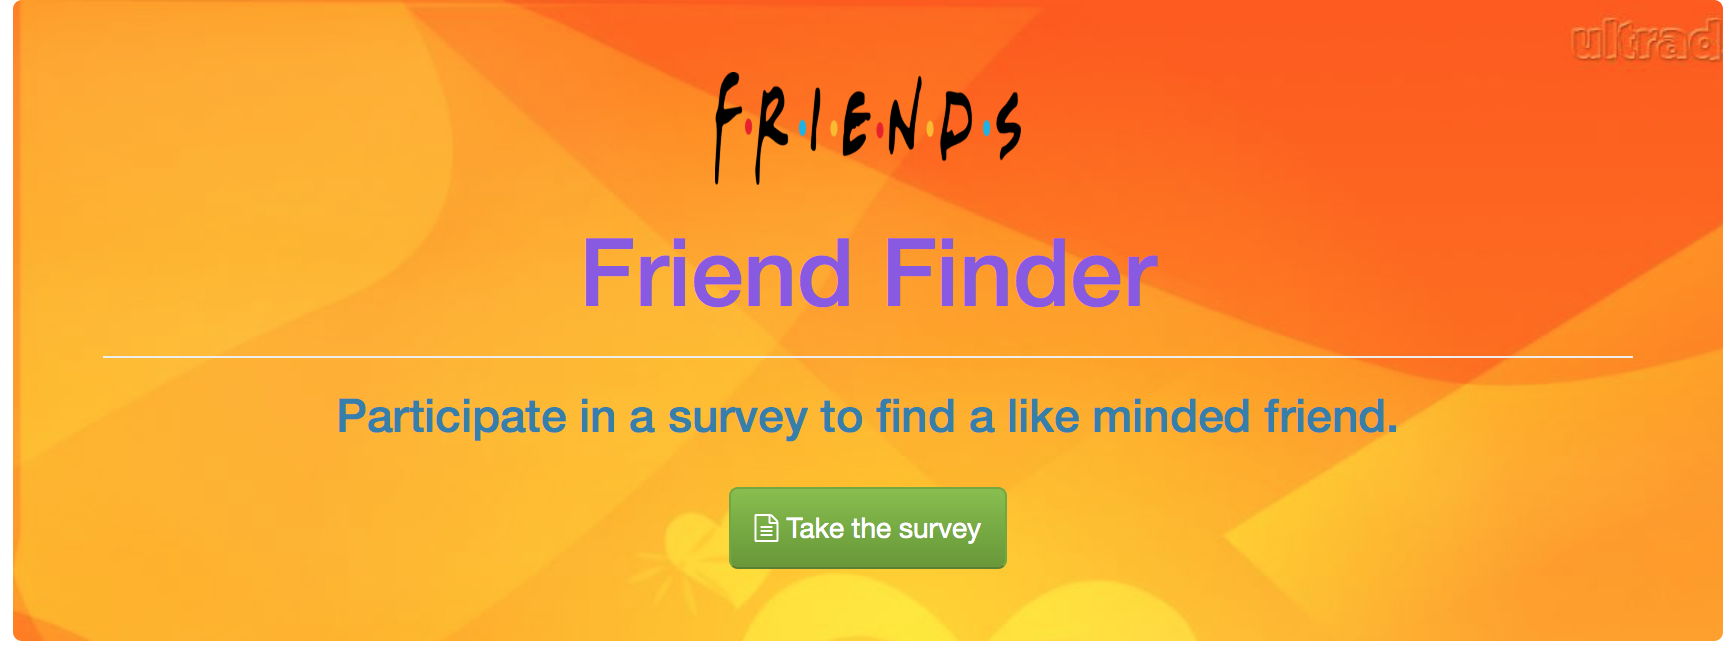 ultrad
F·R·I·E·N·D·S
Friend Finder
Participate in a survey to find a like minded friend.
Take the survey